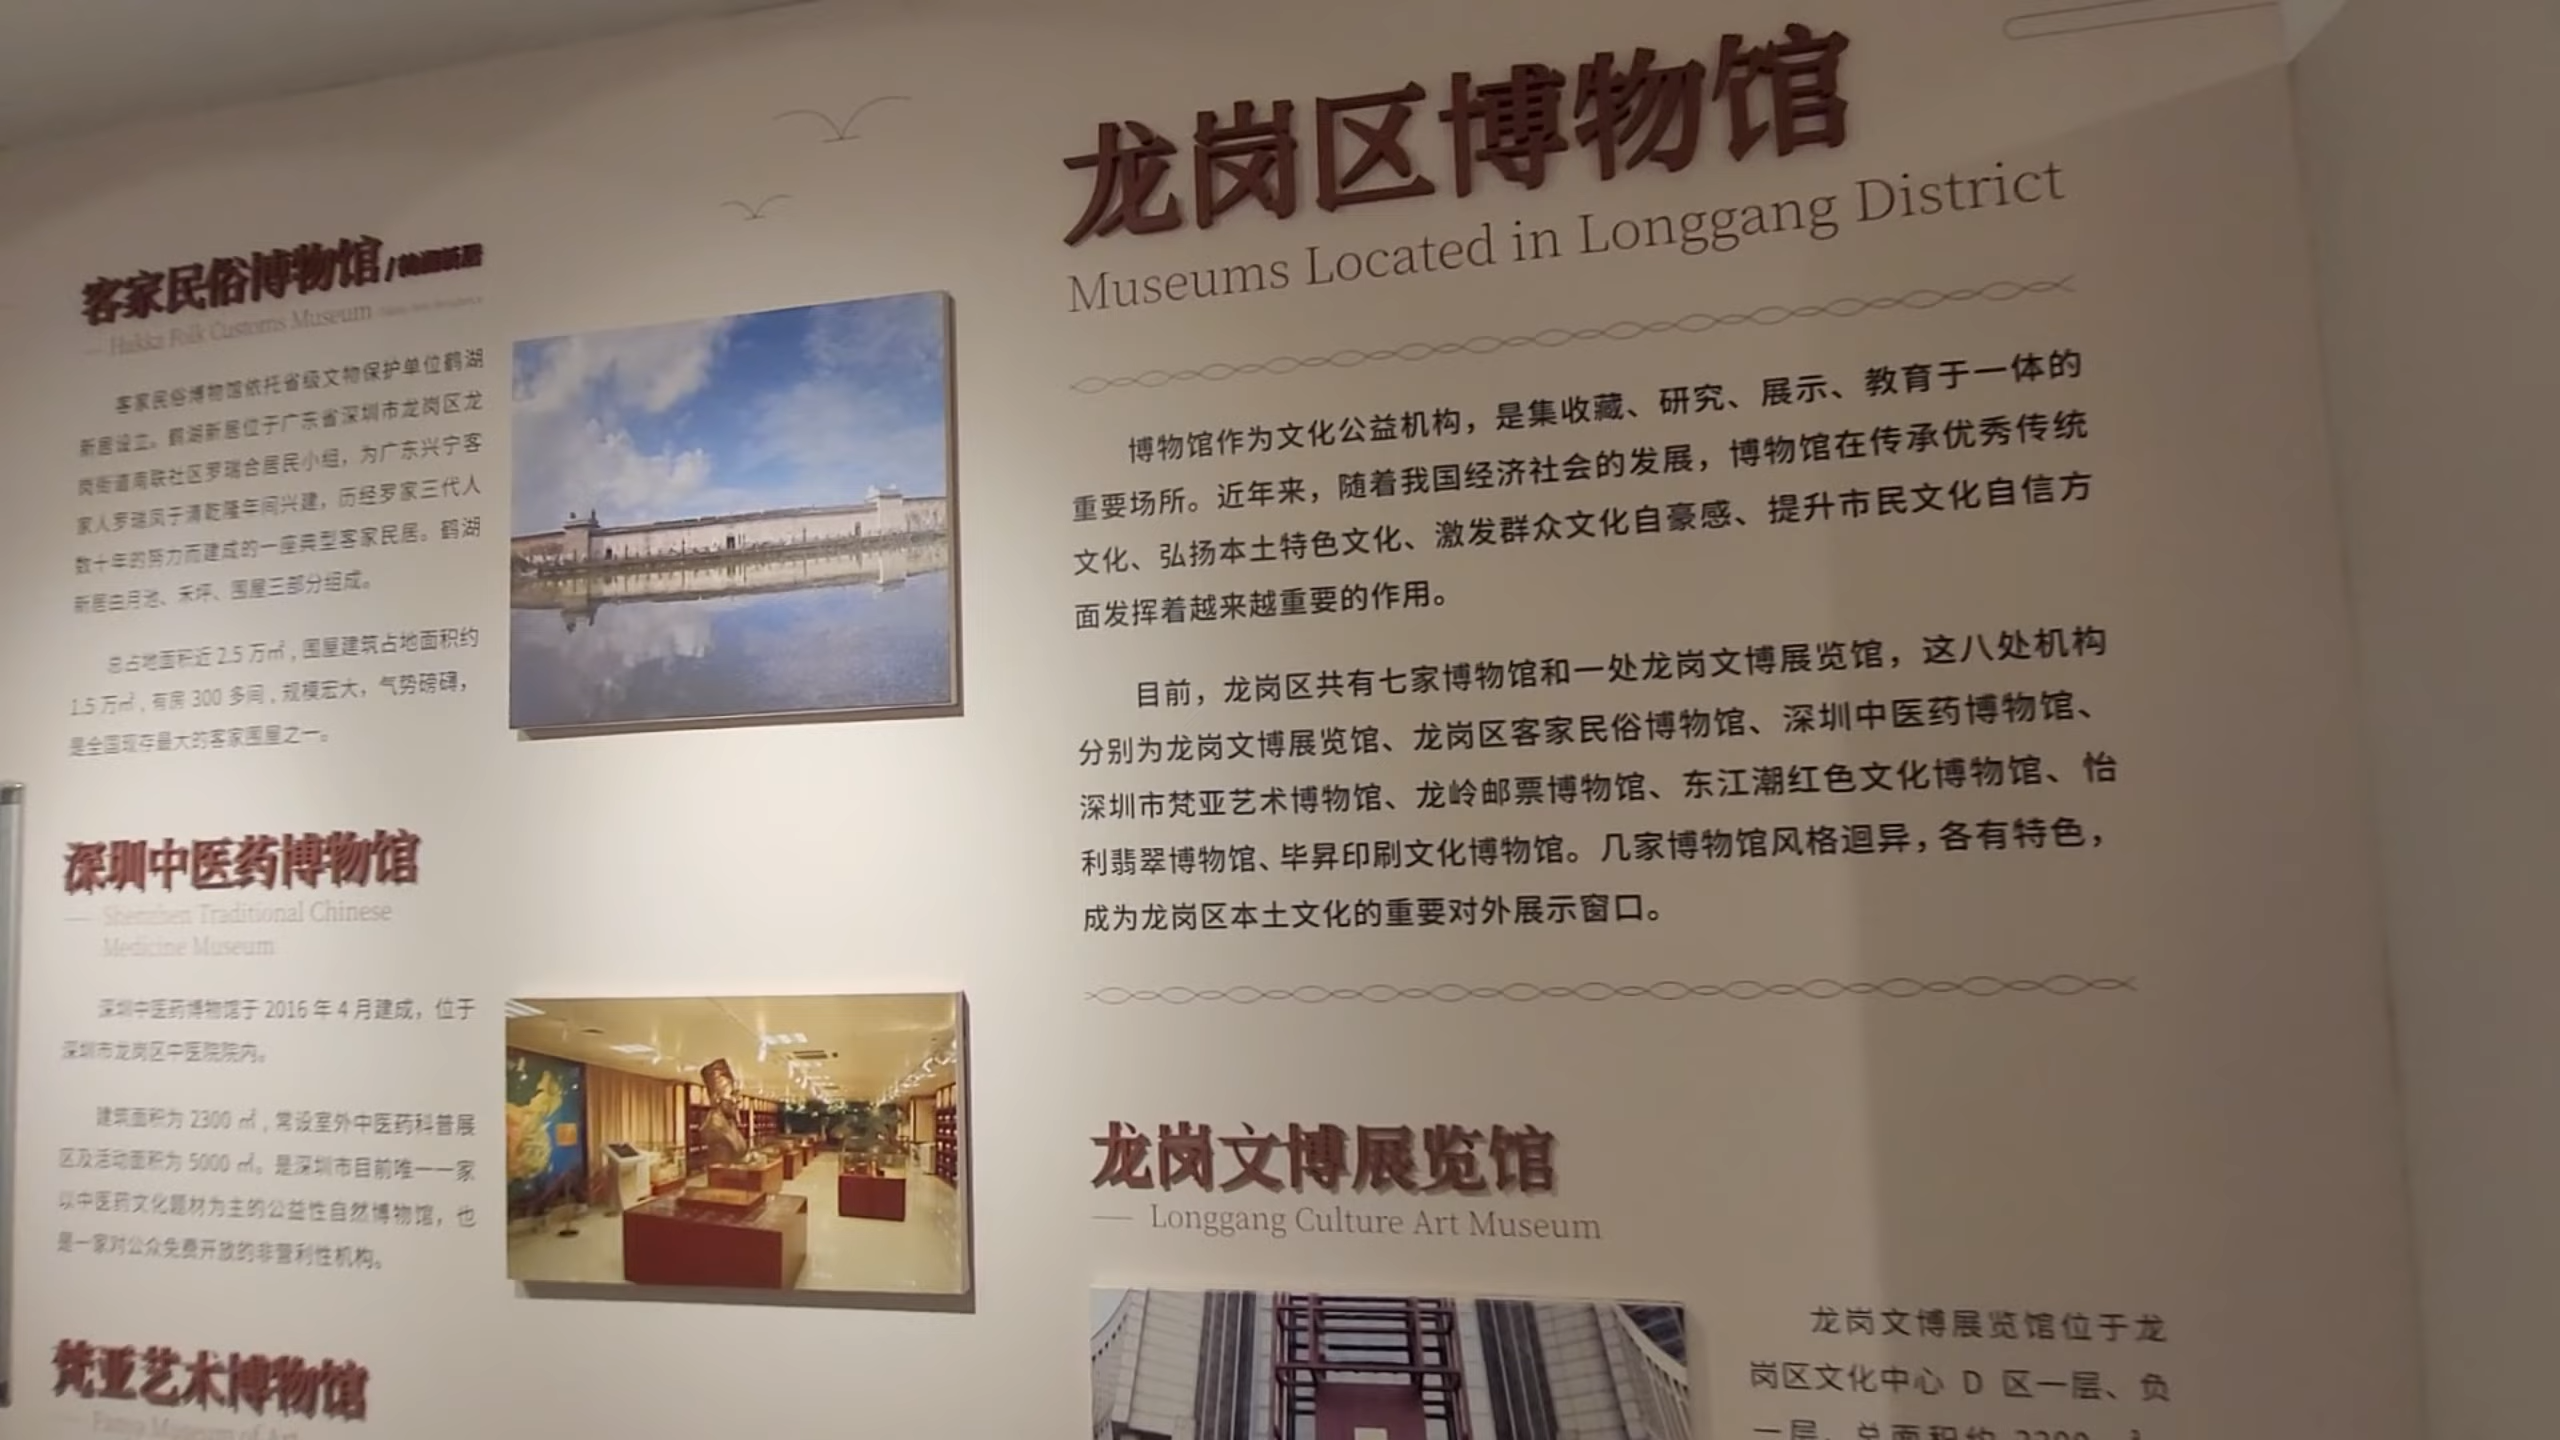 客家民俗博物馆/鹤湖新居
— Hakka Folk Customs Museum
客家民俗博物馆依托省级文物保护单位鹤湖
新居设立。鹤湖新居位于广东省深圳市龙岗区龙
岗街道南联社区罗瑞合居民小组，为广东兴宁客
家人罗瑞凤于清乾隆年间兴建，历经罗家三代人
数十年的努力而建成的一座典型客家民居。鹤湖
新居由月池、禾坪、围屋三部分组成。
总占地面积近 2.5 万㎡，围屋建筑占地面积约
1.5 万㎡，有房 300 多间，规模宏大，气势磅礴，
是全国现存最大的客家围屋之一。
深圳中医药博物馆
— Shenzhen Traditional Chinese
Medicine Museum
深圳中医药博物馆于 2016 年 4 月建成，位于
深圳市龙岗区中医院院内。
建筑面积为 2300 ㎡，常设室外中医药科普展
区及活动面积为 5000 ㎡。是深圳市目前唯一一家
以中医药文化题材为主的公益性自然博物馆，也
是一家对公众免费开放的非营利性机构。
梵亚艺术博物馆
— Fanya Museum of Art
龙岗区博物馆
Museums Located in Longgang District
博物馆作为文化公益机构，是集收藏、研究、展示、教育于一体的
重要场所。近年来，随着我国经济社会的发展，博物馆在传承优秀传统
文化、弘扬本土特色文化、激发群众文化自豪感、提升市民文化自信方
面发挥着越来越重要的作用。
目前，龙岗区共有七家博物馆和一处龙岗文博展览馆，这八处机构
分别为龙岗文博展览馆、龙岗区客家民俗博物馆、深圳中医药博物馆、
深圳市梵亚艺术博物馆、龙岭邮票博物馆、东江潮红色文化博物馆、怡
利翡翠博物馆、毕昇印刷文化博物馆。几家博物馆风格迥异，各有特色，
成为龙岗区本土文化的重要对外展示窗口。
龙岗文博展览馆
— Longgang Culture Art Museum
龙岗文博展览馆位于龙
岗区文化中心 D 区一层、负
一层，总面积约